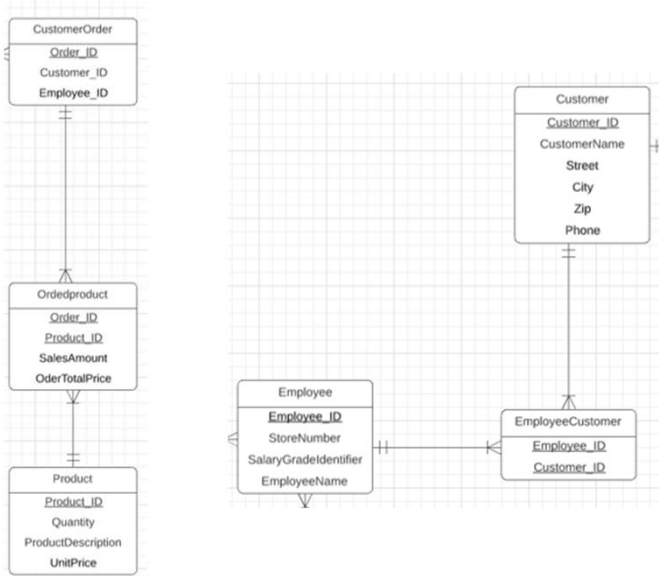 CustomerOrder
Order_ID
Customer_ID
Employee_ID
Ordedproduct
Order_ID
Product_ID
SalesAmount
OderTotalPrice
Product
Product_ID
Quantity
ProductDescription
UnitPrice
Customer
Customer_ID
CustomerName
Street
City
Zip
Phone
Employee
Employee_ID
StoreNumber
SalaryGradeIdentifier
EmployeeName
EmployeeCustomer
Employee_ID
Customer_ID